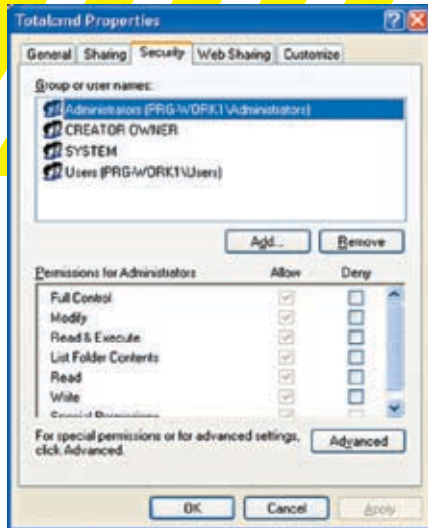 Totalcmd Properties
General Sharing Security Web Sharing Customize
Group or user names:
Administrators (PRG-WORK1\Administrators)
CREATOR OWNER
SYSTEM
Users (PRG-WORK1\Users)
Add... Remove
Permissions for Administrators Allow Deny
Full Control
Modify
Read & Execute
List Folder Contents
Read
Write
Special Permissions
For special permissions or for advanced settings,
click Advanced.
Advanced
OK Cancel Apply